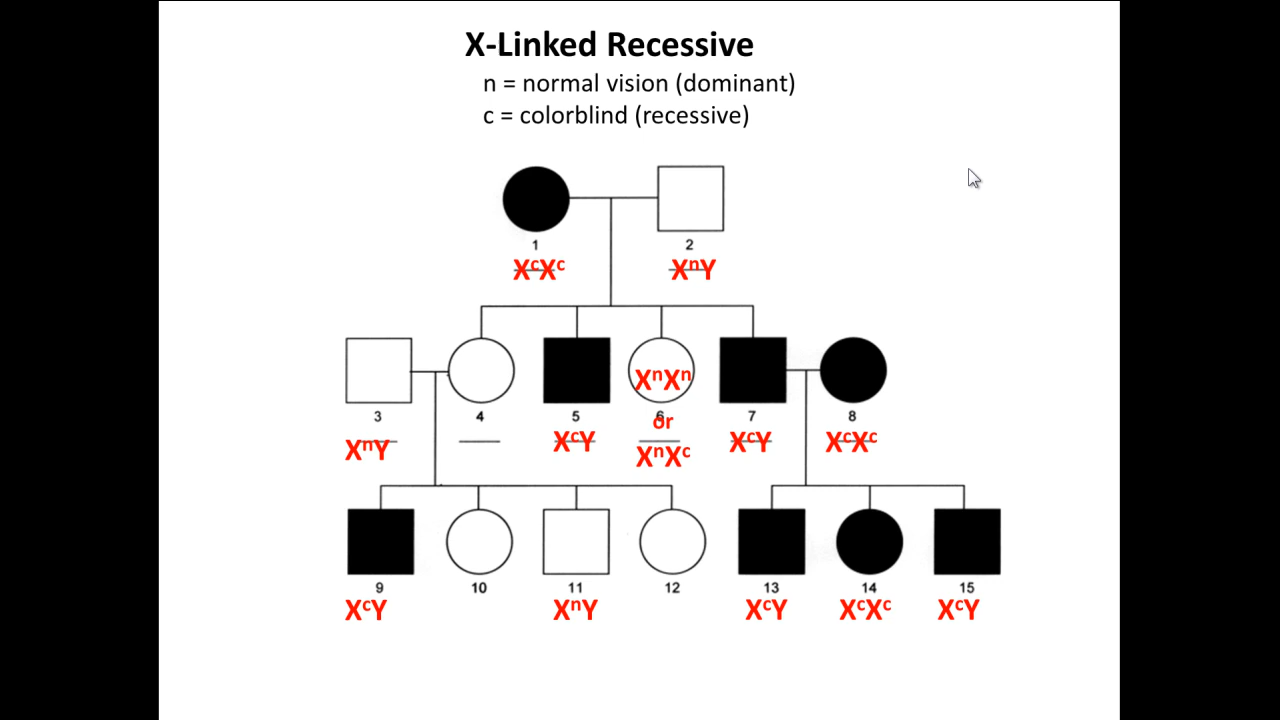 X-Linked Recessive
n = normal vision (dominant)
c = colorblind (recessive)
1 2
XᶜXᶜ XⁿY
XⁿXⁿ
3 4 5 6 7 8
or
XⁿY XᶜY XᶜY XᶜXᶜ
XⁿXᶜ
9 10 11 12 13 14 15
XᶜY XⁿY XᶜY XᶜXᶜ XᶜY